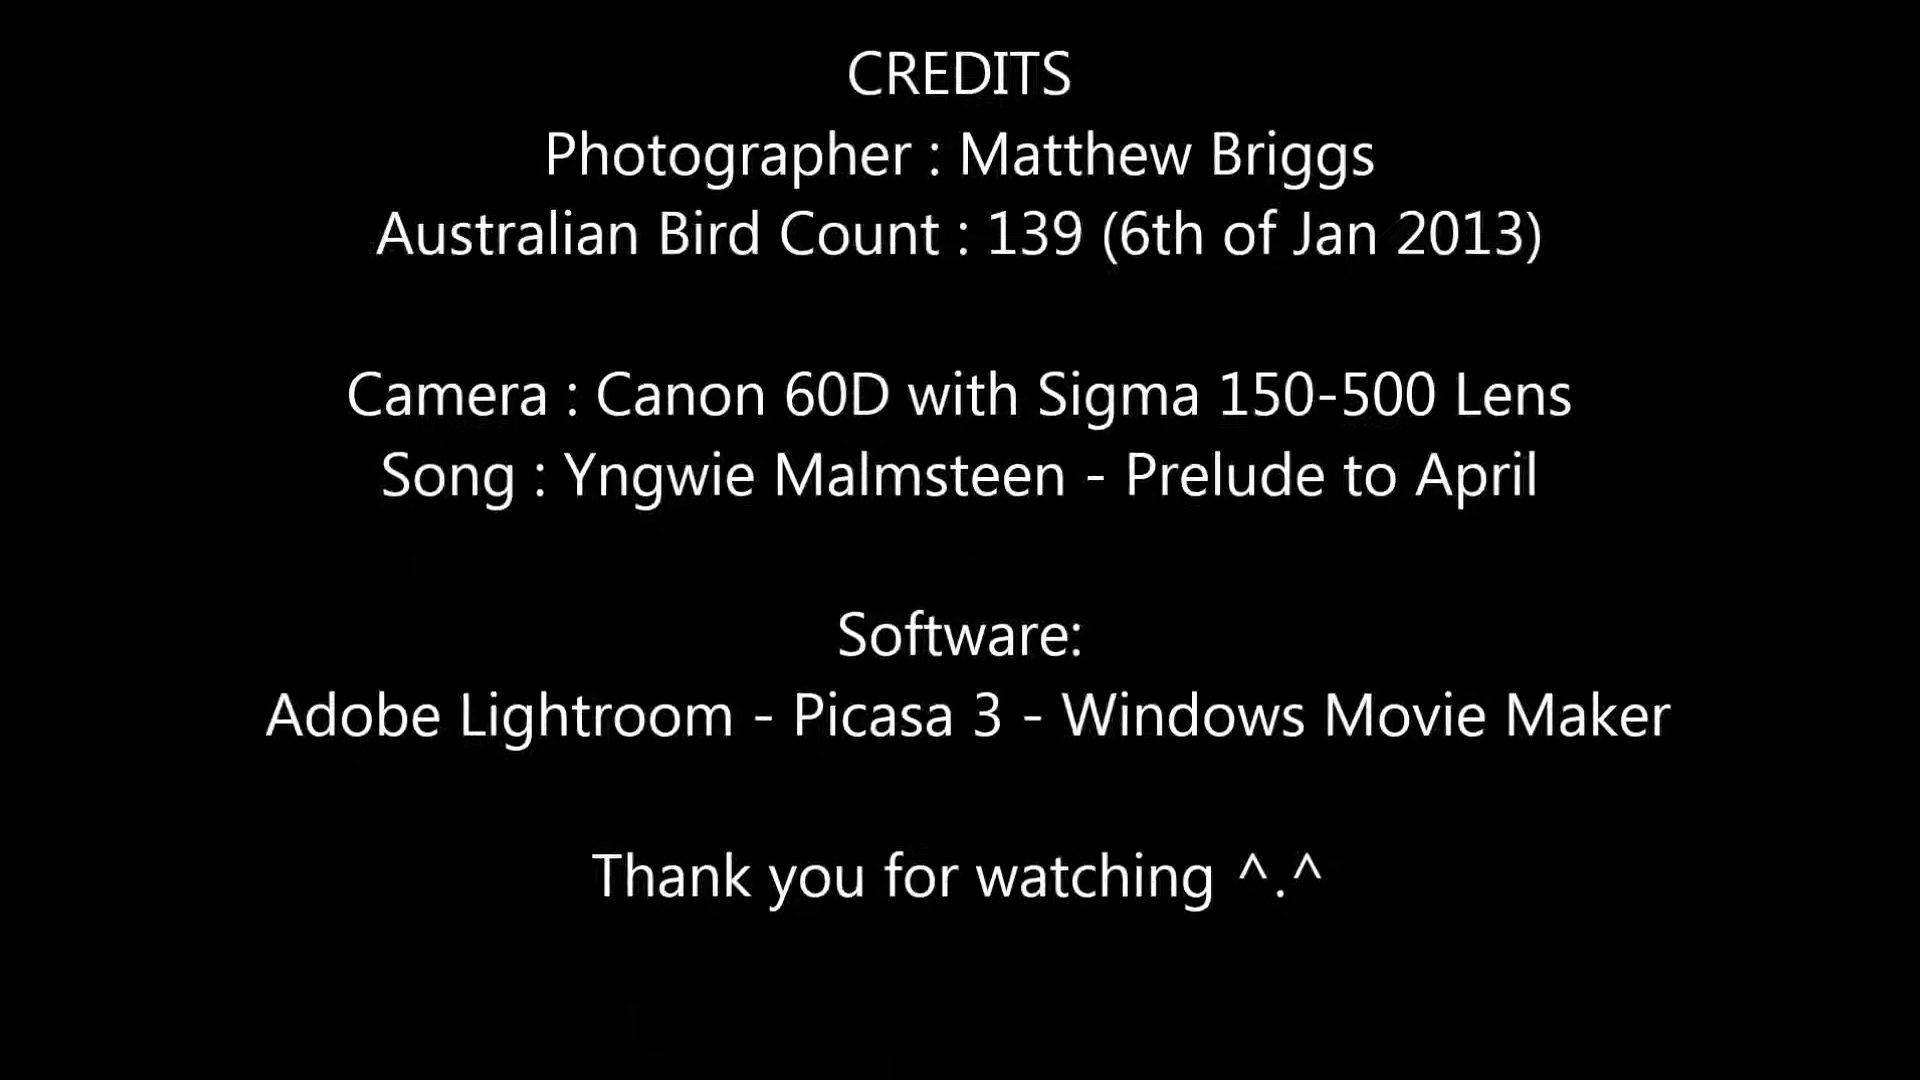 CREDITS
Photographer : Matthew Briggs
Australian Bird Count : 139 (6th of Jan 2013)
Camera : Canon 60D with Sigma 150-500 Lens
Song : Yngwie Malmsteen - Prelude to April
Software:
Adobe Lightroom - Picasa 3 - Windows Movie Maker
Thank you for watching ^.^